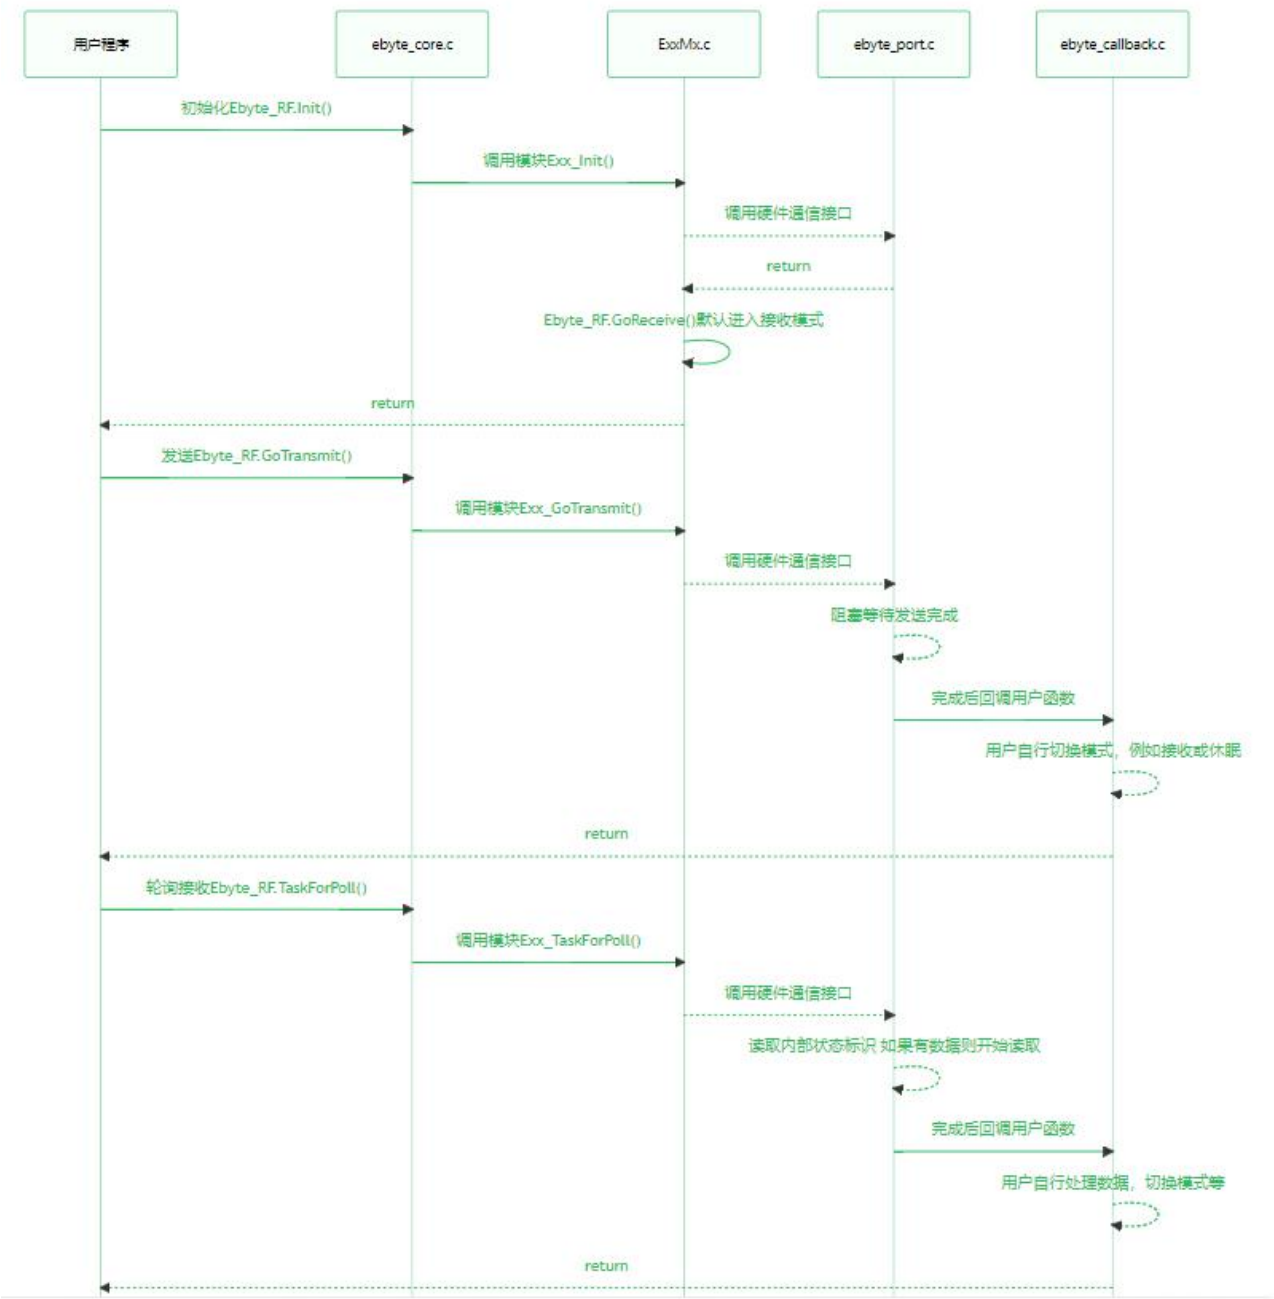 用户程序
ebyte_core.c
ExxMx.c
ebyte_port.c
ebyte_callback.c
初始化Ebyte_RF.Init()
调用模块Exx_Init()
调用硬件通信接口
return
Ebyte_RF.GoReceive()默认进入接收模式
return
发送Ebyte_RF.GoTransmit()
调用模块Exx_GoTransmit()
调用硬件通信接口
阻塞等待发送完成
完成后回调用户函数
用户自行切换模式，例如接收或休眠
return
轮询接收Ebyte_RF.TaskForPoll()
调用模块Exx_TaskForPoll()
调用硬件通信接口
读取内部状态标识 如果有数据则开始读取
完成后回调用户函数
用户自行处理数据，切换模式等
return